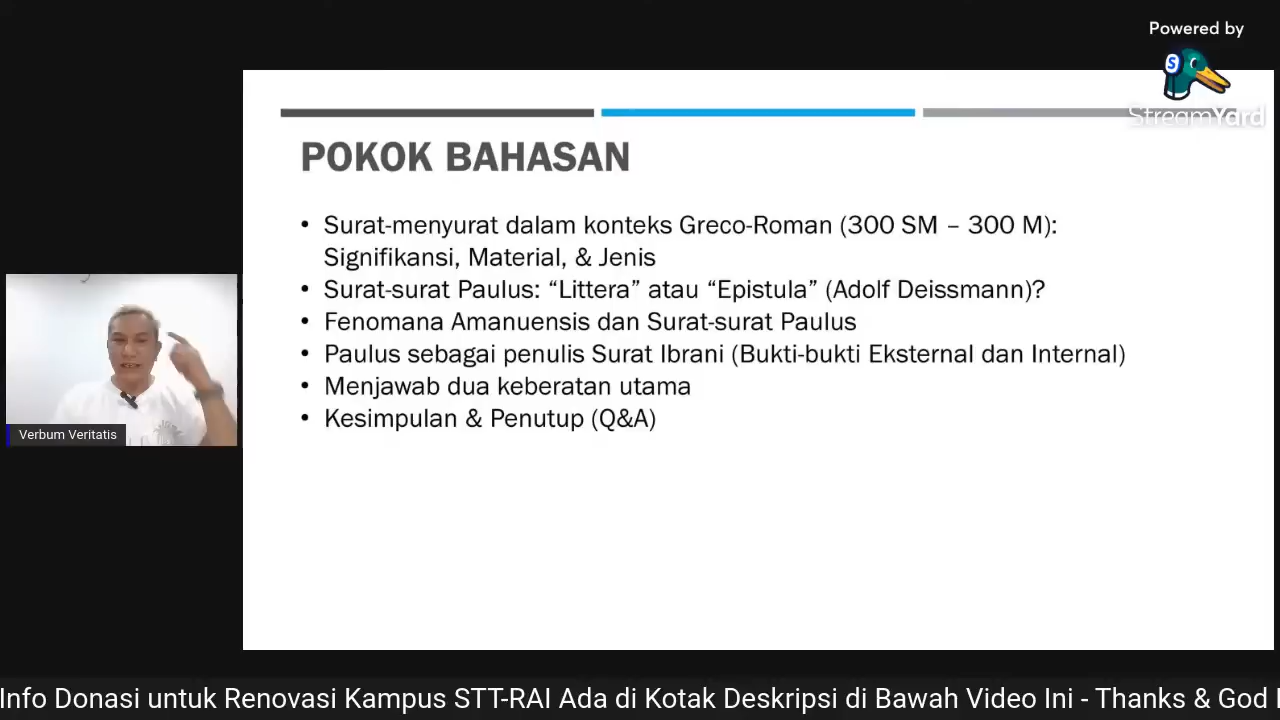 Powered by
S
StreamYard
POKOK BAHASAN
• Surat-menyurat dalam konteks Greco-Roman (300 SM – 300 M):
Signifikansi, Material, & Jenis
• Surat-surat Paulus: “Littera” atau “Epistula” (Adolf Deissmann)?
• Fenomana Amanuensis dan Surat-surat Paulus
• Paulus sebagai penulis Surat Ibrani (Bukti-bukti Eksternal dan Internal)
• Menjawab dua keberatan utama
• Kesimpulan & Penutup (Q&A)
Verbum Veritatis
Info Donasi untuk Renovasi Kampus STT-RAI Ada di Kotak Deskripsi di Bawah Video Ini - Thanks & God